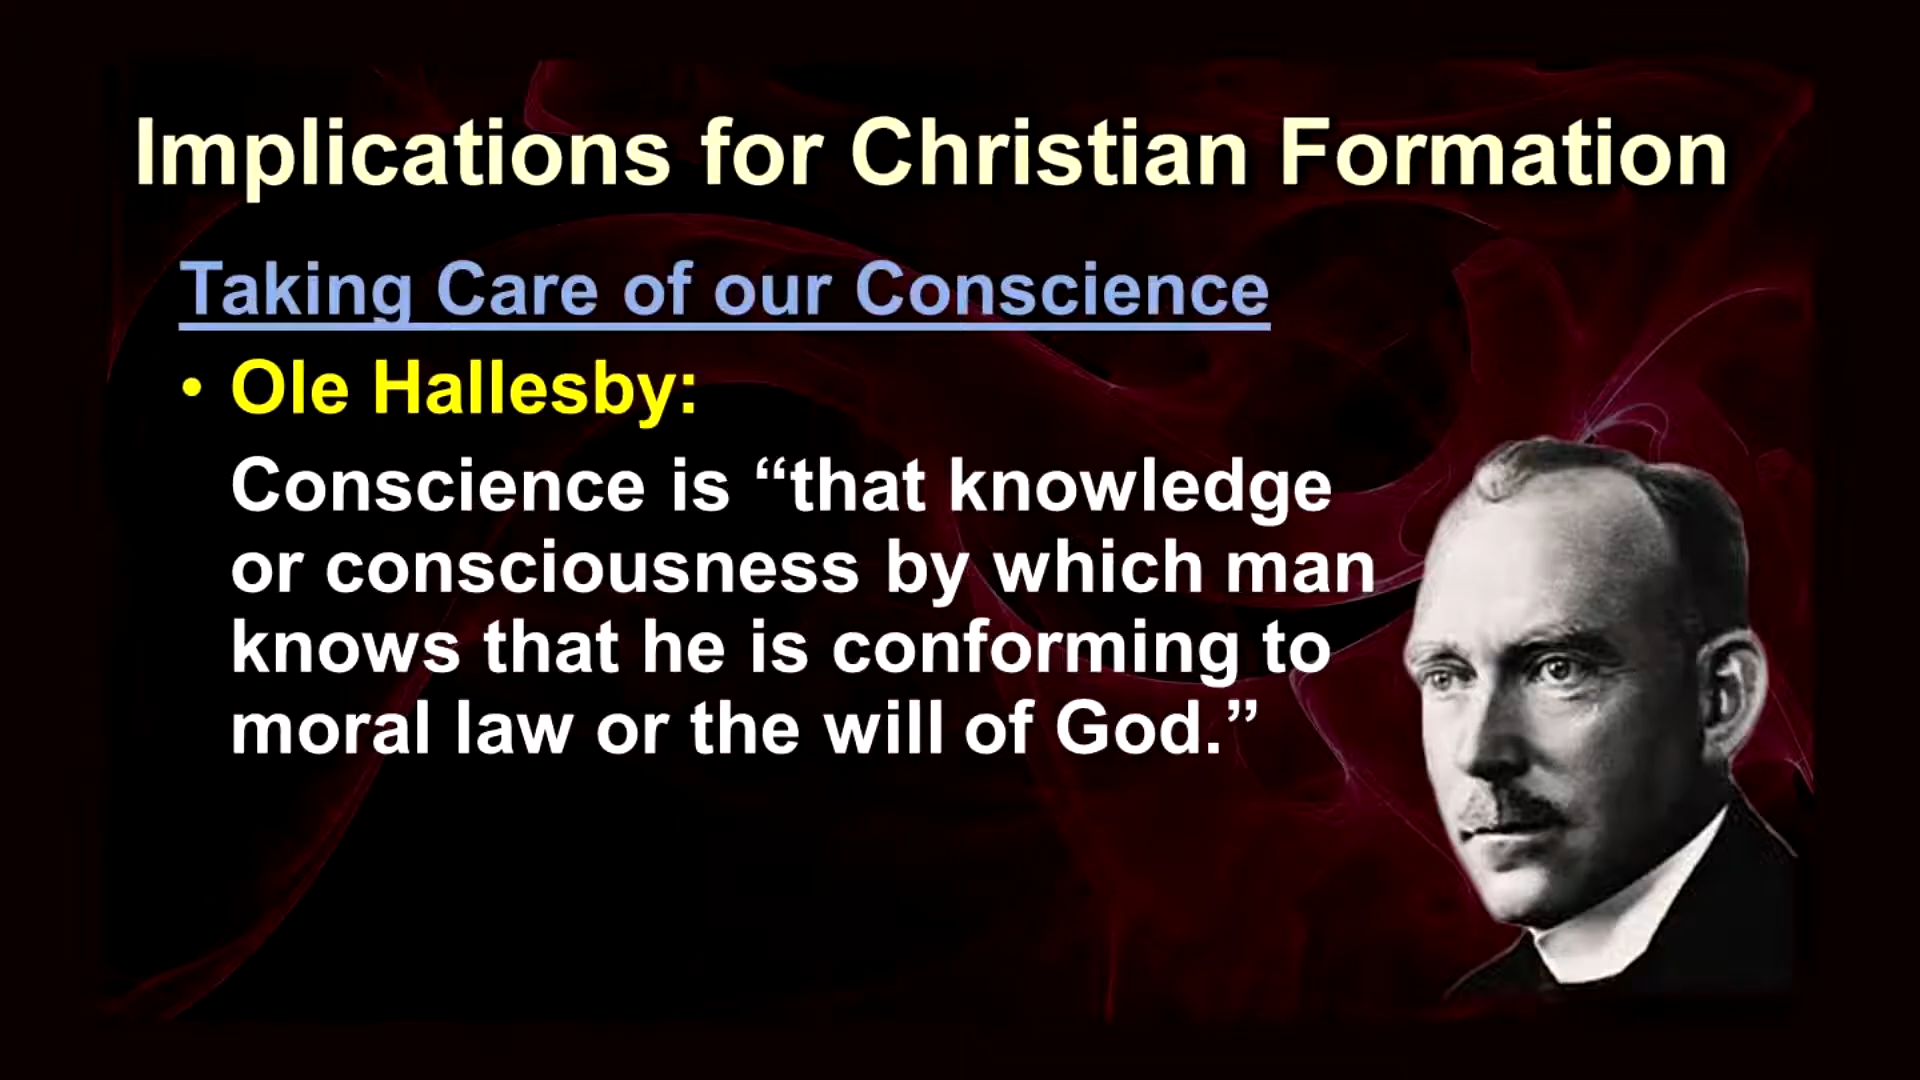 Implications for Christian Formation
Taking Care of our Conscience
• Ole Hallesby:
Conscience is “that knowledge
or consciousness by which man
knows that he is conforming to
moral law or the will of God.”